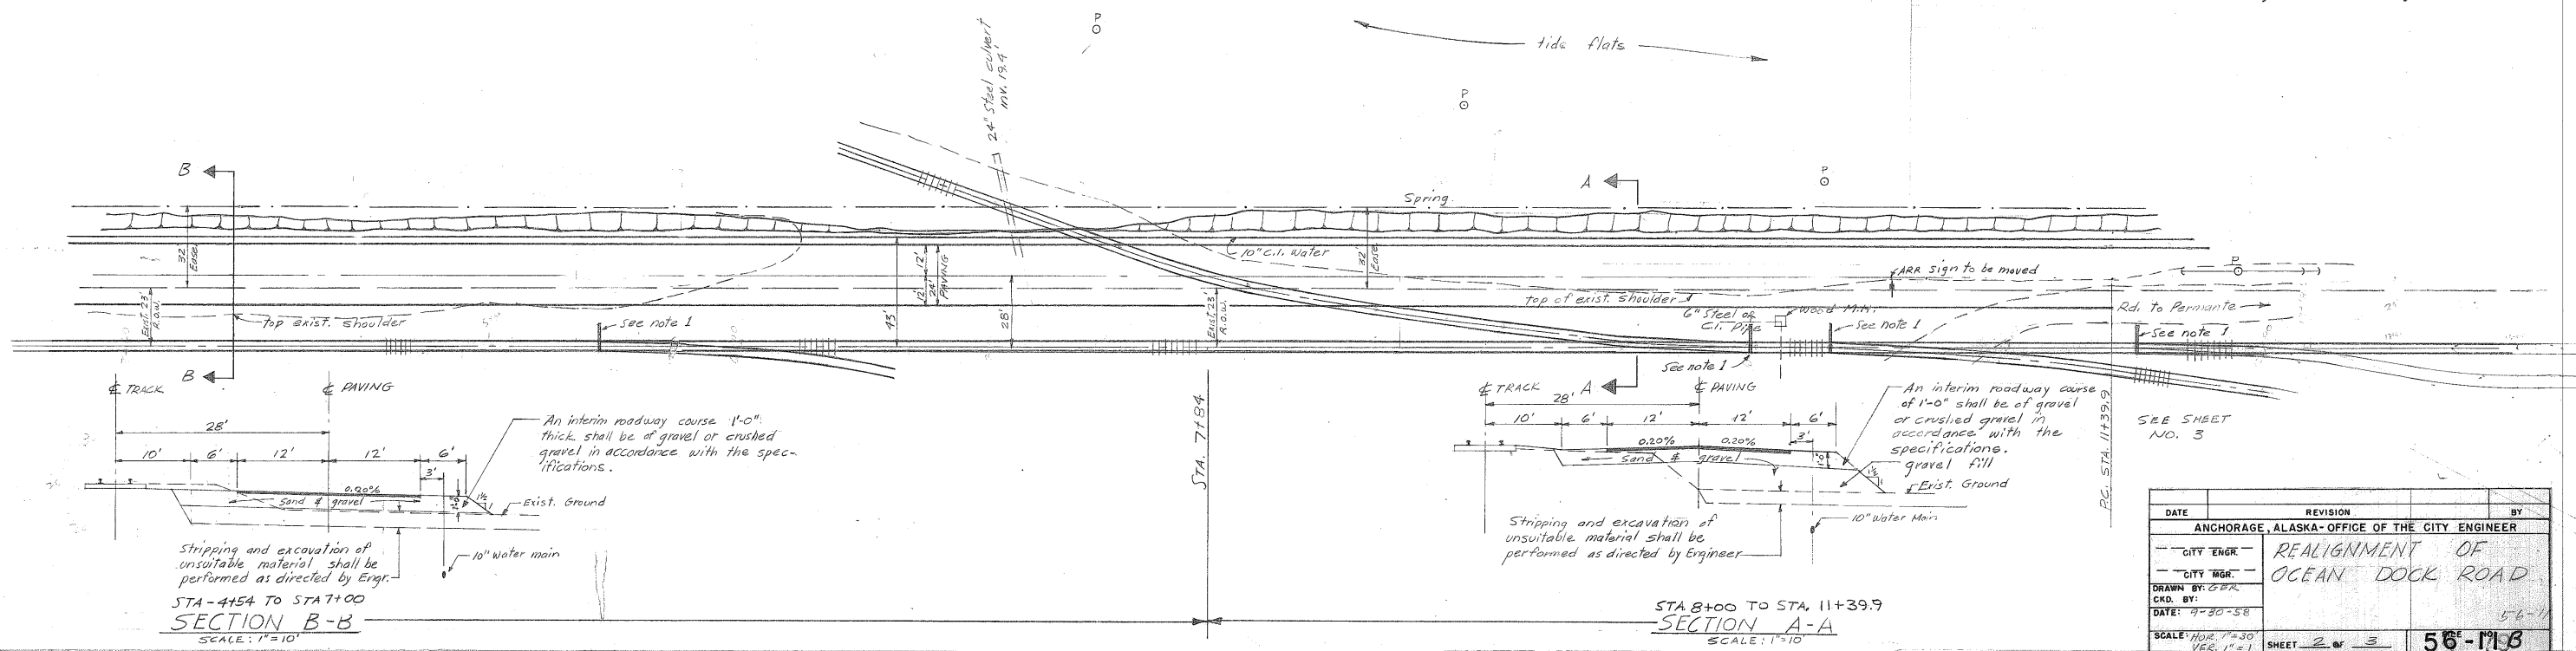 P
24" Steel culvert
inv. 19.4'
tide flats
P
P
B
A
Spring
32'
Ease.
10" C.I. Water
32'
Ease.
12'
12'
24'
PAVING
ARR sign to be moved
P
Exist. 23'
R.O.W.
top exist. shoulder
See note 1
43'
28'
Exist. 23'
R.O.W.
top of exist. shoulder
6" Steel or
C.I. Pipe
Wood M.H.
See note 1
Rd. to Permante
See note 1
See note 1
B
A
℄ TRACK
℄ PAVING
28'
10'
6'
12'
12'
6'
3'
An interim roadway course 1'-0"
thick shall be of gravel or crushed
gravel in accordance with the spec-
ifications.
0.20%
sand & gravel
1'-0"
1½
1
Exist. Ground
Stripping and excavation of
unsuitable material shall be
performed as directed by Engr.
10" Water main
STA-4+54 TO STA 7+00
SECTION B-B
SCALE: 1"=10'
STA. 7+84
℄ TRACK
℄ PAVING
28'
10'
6'
12'
12'
6'
3'
0.20%
0.20%
sand & gravel
1'-0"
1½
1
An interim roadway course
of 1'-0" shall be of gravel
or crushed gravel in
accordance with the
specifications.
gravel fill
Exist. Ground
Stripping and excavation of
unsuitable material shall be
performed as directed by Engineer
10" Water Main
STA. 8+00 TO STA. 11+39.9
SECTION A-A
SCALE: 1"=10'
P.C. STA. 11+39.9
SEE SHEET
NO. 3
DATE REVISION BY
ANCHORAGE, ALASKA-OFFICE OF THE CITY ENGINEER
CITY ENGR.
CITY MGR.
REALIGNMENT OF
OCEAN DOCK ROAD
DRAWN BY: GER
CKD. BY:
DATE: 9-30-58
SCALE: HOR. 1"=30'
VER. 1"=1'
SHEET 2 OF 3